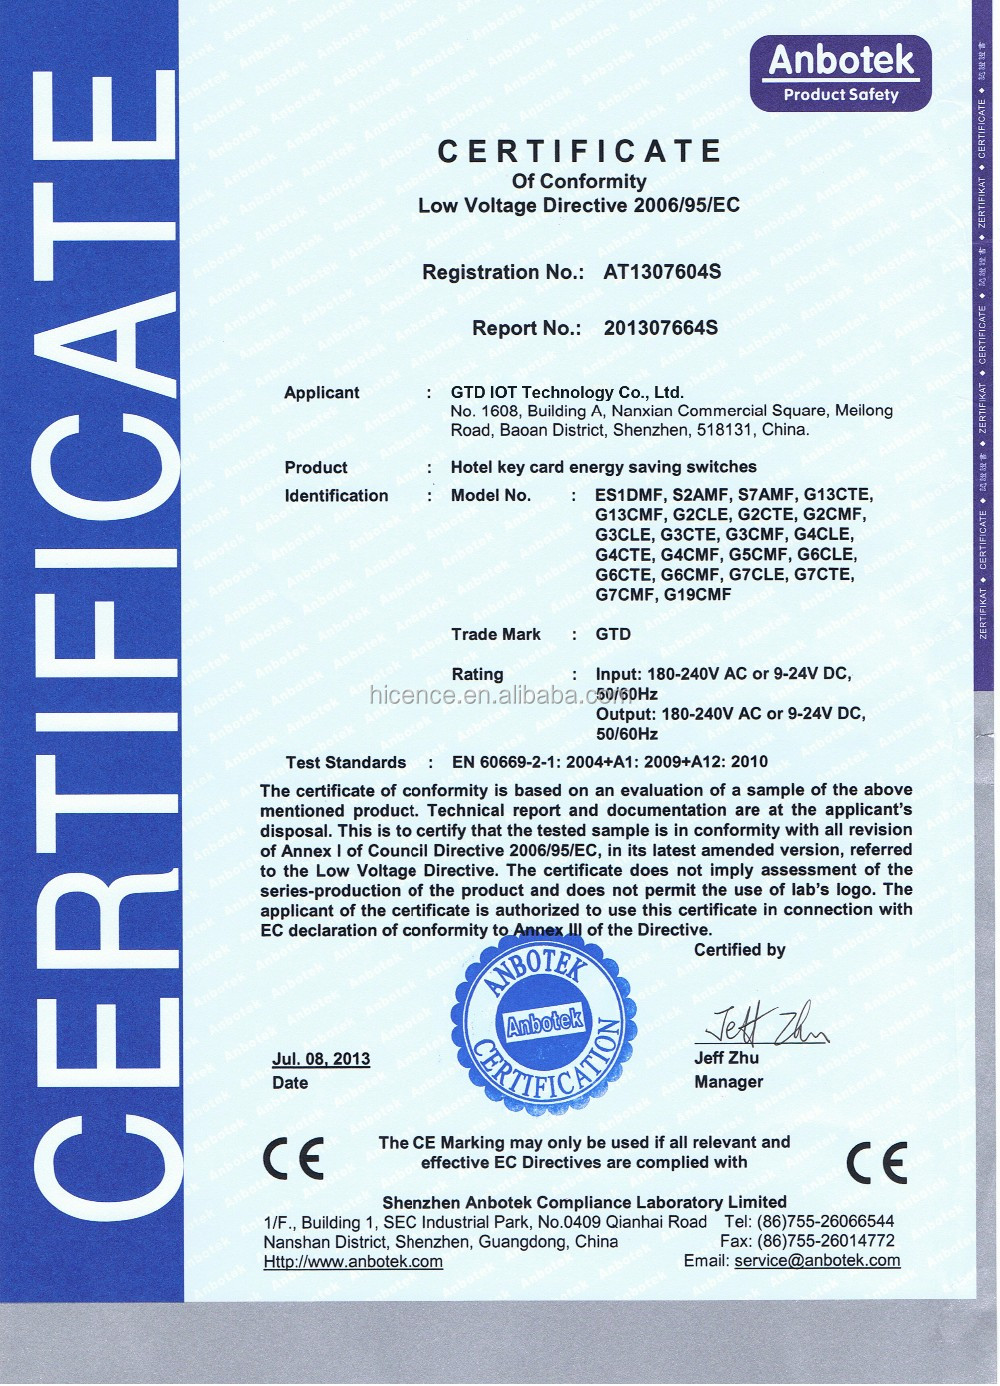 CERTIFICATE
Anbotek
Product Safety
CERTIFICATE
Of Conformity
Low Voltage Directive 2006/95/EC
Registration No.: AT1307604S
Report No.: 201307664S
Applicant : GTD IOT Technology Co., Ltd.
No. 1608, Building A, Nanxian Commercial Square, Meilong
Road, Baoan District, Shenzhen, 518131, China.
Product : Hotel key card energy saving switches
Identification : Model No. : ES1DMF, S2AMF, S7AMF, G13CTE,
G13CMF, G2CLE, G2CTE, G2CMF,
G3CLE, G3CTE, G3CMF, G4CLE,
G4CTE, G4CMF, G5CMF, G6CLE,
G6CTE, G6CMF, G7CLE, G7CTE,
G7CMF, G19CMF
Trade Mark : GTD
Rating : Input: 180-240V AC or 9-24V DC,
50/60Hz
Output: 180-240V AC or 9-24V DC,
50/60Hz
hicence.en.alibaba.com
Test Standards : EN 60669-2-1: 2004+A1: 2009+A12: 2010
The certificate of conformity is based on an evaluation of a sample of the above
mentioned product. Technical report and documentation are at the applicant's
disposal. This is to certify that the tested sample is in conformity with all revision
of Annex I of Council Directive 2006/95/EC, in its latest amended version, referred
to the Low Voltage Directive. The certificate does not imply assessment of the
series-production of the product and does not permit the use of lab's logo. The
applicant of the certificate is authorized to use this certificate in connection with
EC declaration of conformity to Annex III of the Directive.
Certified by
ANBOTEK
Anbotek
CERTIFICATION
Jeff Zhu
Jul. 08, 2013
Date
Jeff Zhu
Manager
CE
The CE Marking may only be used if all relevant and
effective EC Directives are complied with
CE
Shenzhen Anbotek Compliance Laboratory Limited
1/F., Building 1, SEC Industrial Park, No.0409 Qianhai Road Tel: (86)755-26066544
Nanshan District, Shenzhen, Guangdong, China Fax: (86)755-26014772
Http://www.anbotek.com Email: service@anbotek.com
ZERTIFIKAT ◆ CERTIFICATE ◆ ZERTIFIKAT ◆ CERTIFICATE ◆ ZERTIFIKAT ◆ CERTIFICATE ◆